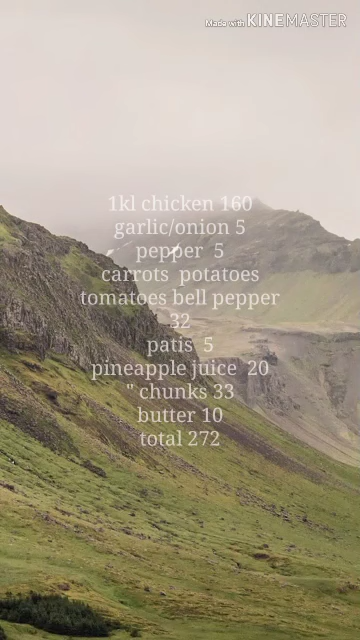 Made with KINEMASTER
1kl chicken 160
garlic/onion 5
pepper 5
carrots potatoes
tomatoes bell pepper
32
patis 5
pineapple juice 20
" chunks 33
butter 10
total 272